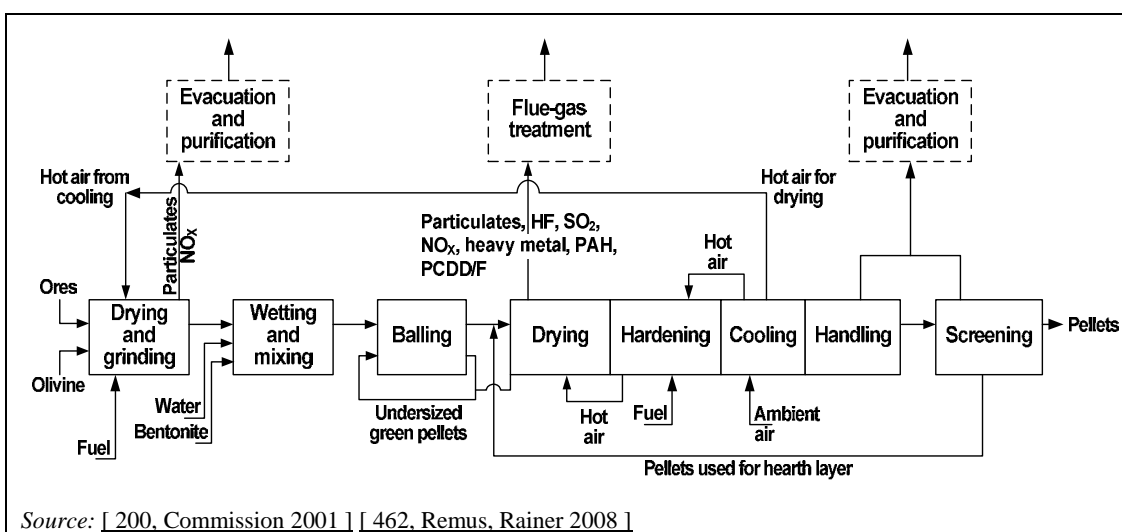 Evacuation
and
purification
Flue-gas
treatment
Evacuation
and
purification
Hot air from
cooling
Hot air for
drying
Particulates
NOX
Particulates, HF, SO2,
NOX, heavy metal, PAH,
PCDD/F
Hot
air
Ores
Olivine
Drying
and
grinding
Wetting
and
mixing
Balling
Drying
Hardening
Cooling
Handling
Screening
Pellets
Fuel
Water
Bentonite
Undersized
green pellets
Hot
air
Fuel
Ambient
air
Pellets used for hearth layer
Source: [ 200, Commission 2001 ] [ 462, Remus, Rainer 2008 ]